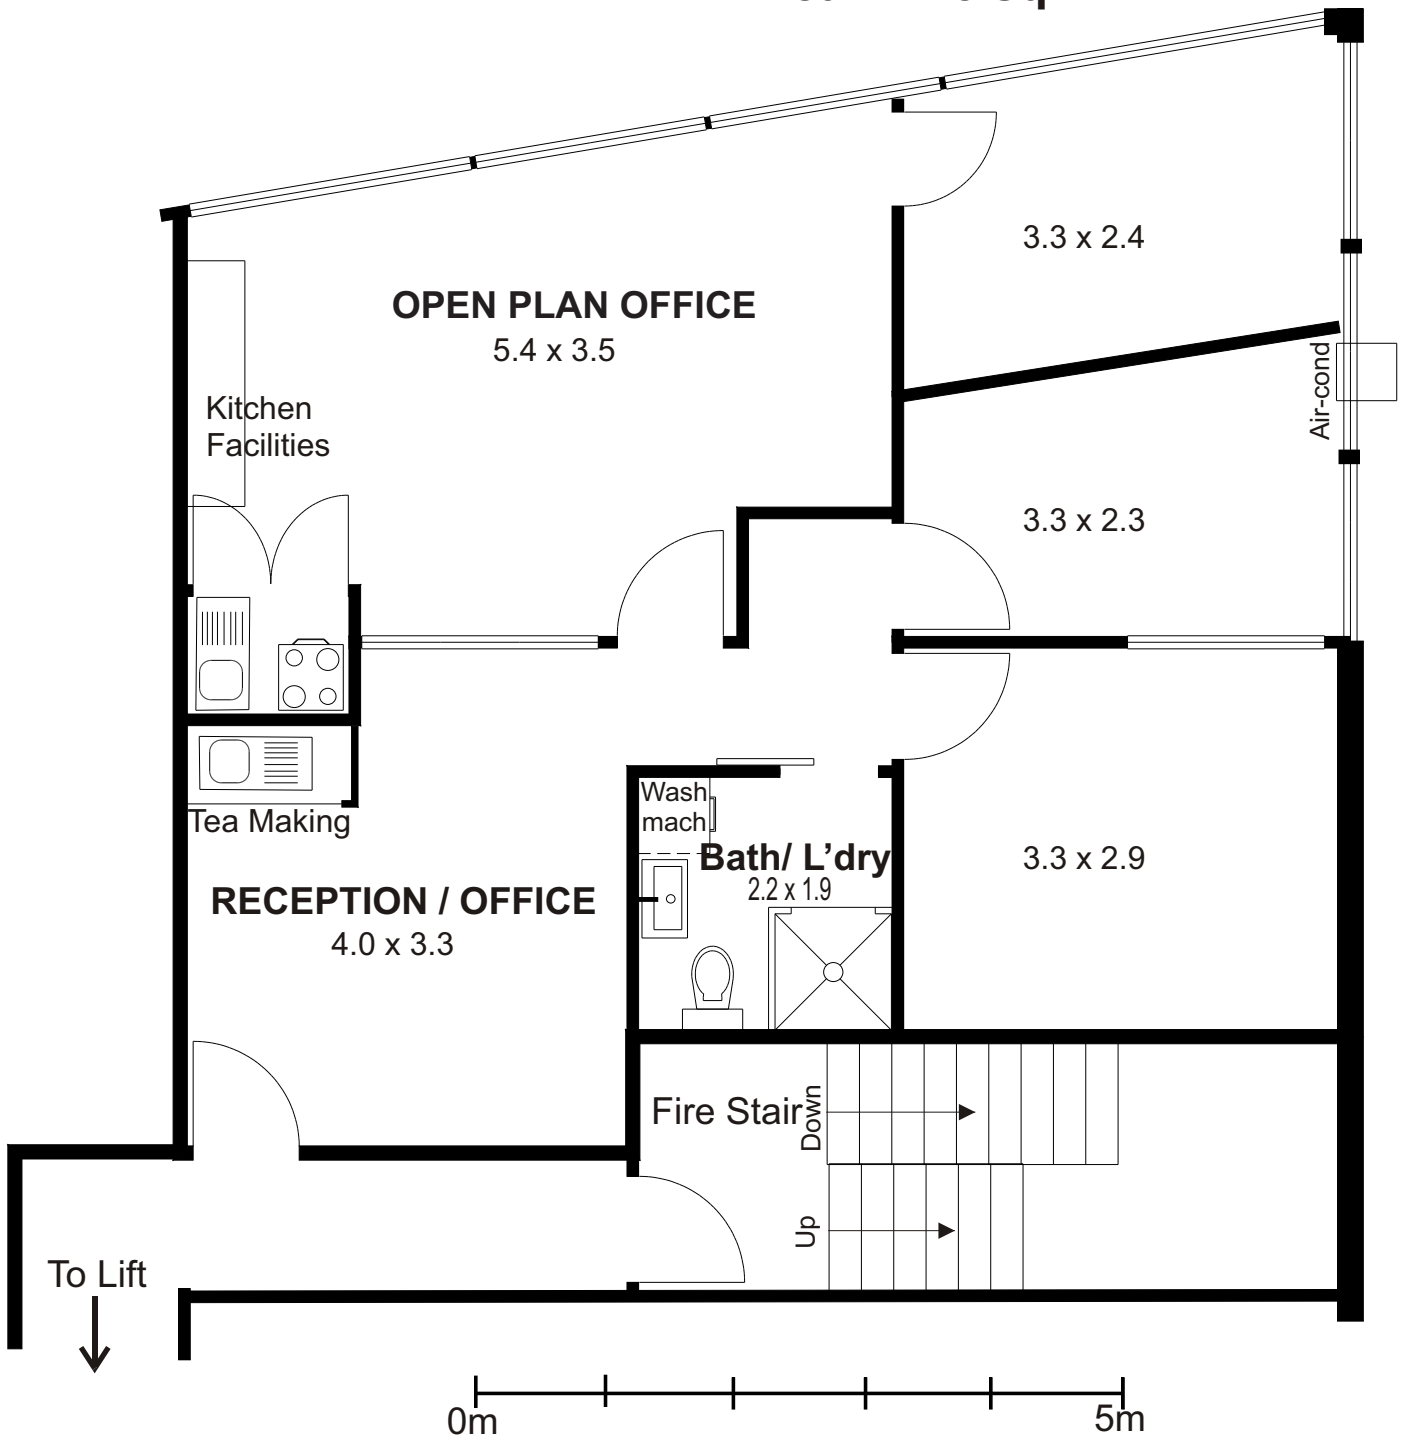 3.3 x 2.4
OPEN PLAN OFFICE
5.4 x 3.5
Air-cond
Kitchen
Facilities
3.3 x 2.3
Wash
mach
Tea Making
Bath/ L’dry
2.2 x 1.9
3.3 x 2.9
RECEPTION / OFFICE
4.0 x 3.3
Fire Stair
Down
Up
To Lift
0m
5m